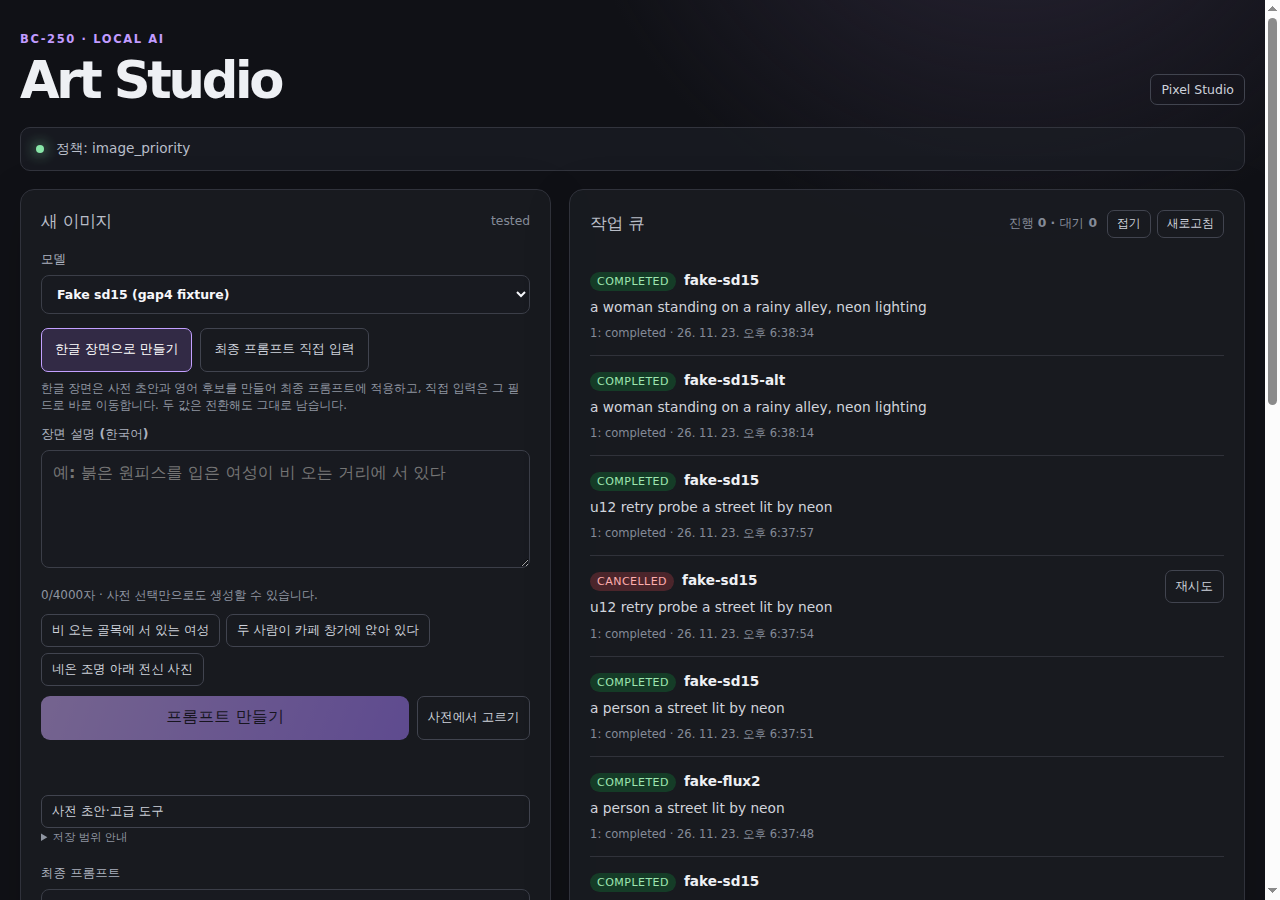 BC-250 · LOCAL AI
Art Studio
Pixel Studio
정책: image_priority
새 이미지
tested
모델
Fake sd15 (gap4 fixture)
한글 장면으로 만들기
최종 프롬프트 직접 입력
한글 장면은 사전 초안과 영어 후보를 만들어 최종 프롬프트에 적용하고, 직접 입력은 그 필
드로 바로 이동합니다. 두 값은 전환해도 그대로 남습니다.
장면 설명 (한국어)
예: 붉은 원피스를 입은 여성이 비 오는 거리에 서 있다
0/4000자 · 사전 선택만으로도 생성할 수 있습니다.
비 오는 골목에 서 있는 여성
두 사람이 카페 창가에 앉아 있다
네온 조명 아래 전신 사진
프롬프트 만들기
사전에서 고르기
사전 초안·고급 도구
▶ 저장 범위 안내
최종 프롬프트
작업 큐
진행 0 · 대기 0
접기
새로고침
COMPLETED fake-sd15
a woman standing on a rainy alley, neon lighting
1: completed · 26. 11. 23. 오후 6:38:34
COMPLETED fake-sd15-alt
a woman standing on a rainy alley, neon lighting
1: completed · 26. 11. 23. 오후 6:38:14
COMPLETED fake-sd15
u12 retry probe a street lit by neon
1: completed · 26. 11. 23. 오후 6:37:57
CANCELLED fake-sd15
재시도
u12 retry probe a street lit by neon
1: completed · 26. 11. 23. 오후 6:37:54
COMPLETED fake-sd15
a person a street lit by neon
1: completed · 26. 11. 23. 오후 6:37:51
COMPLETED fake-flux2
a person a street lit by neon
1: completed · 26. 11. 23. 오후 6:37:48
COMPLETED fake-sd15